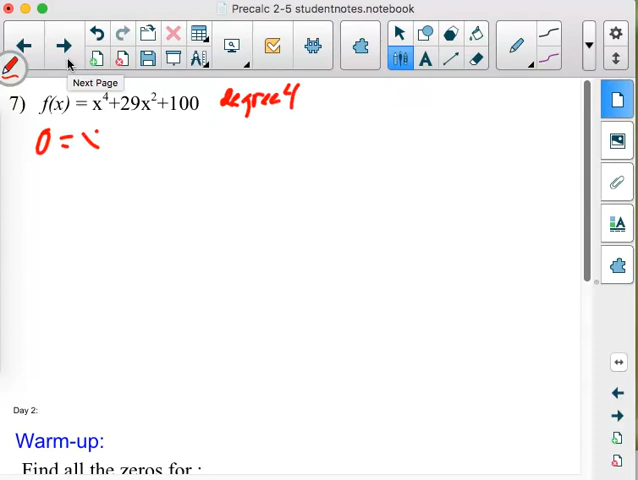 Precalc 2-5 studentnotes.notebook
Next Page
7) f(x) = x⁴+29x²+100 degree 4
0 =
Day 2:
Warm-up:
Find all the zeros for :